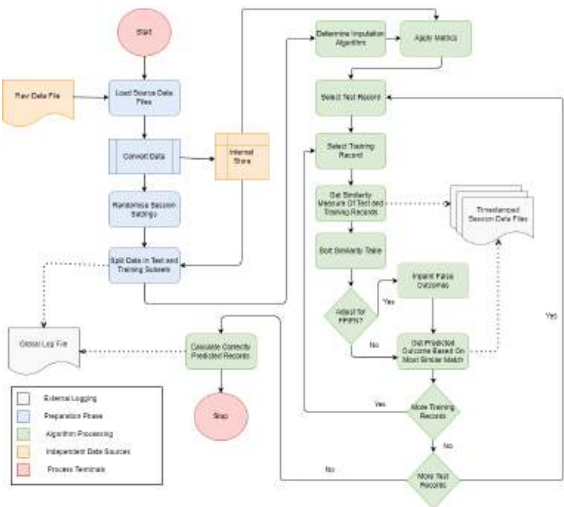 Start
Raw Data File
Load Source Data
Files
Convert Data
Internal
Store
Randomise Session
Settings
Split Data in Test and
Training Subsets
Global Log File
Calculate Correctly
Predicted Records
Stop
Determine Imputation
Algorithm
Apply Metrics
Select Test Record
Select Training
Record
Get Similarity
Measure Of Test and
Training Records
Timestamped
Session Data Files
Sort Similarity Table
Adjust for
FP/FN?
Yes
No
False
Outcomes
Get Predicted
Outcome Based On
Most Similar Match
Yes
More Training
Records
Yes
No
More Test
Records
No
External Logging
Preparation Phase
Algorithm Processing
Independent Data Sources
Process Terminals